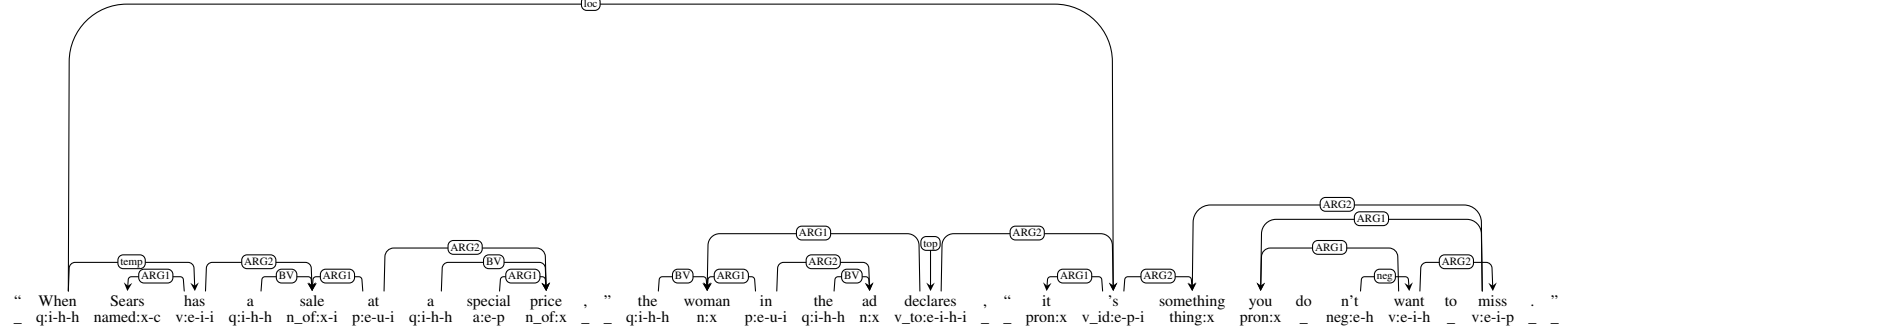 loc
ARG2
ARG1
ARG1 top ARG2
ARG2 ARG1 ARG2
temp ARG2 BV ARG2 ARG2
ARG1 BV ARG1 ARG1 BV ARG1 BV ARG1 ARG2 neg
“ When Sears has a sale at a special price , ” the woman in the ad declares , “ it 's something you do n't want to miss . ”
_ q:i-h-h named:x-c v:e-i-i q:i-h-h n_of:x-i p:e-u-i q:i-h-h a:e-p n_of:x _ _ q:i-h-h n:x p:e-u-i q:i-h-h n:x v_to:e-i-h-i _ _ pron:x v_id:e-p-i thing:x pron:x _ neg:e-h v:e-i-h _ v:e-i-p _ _